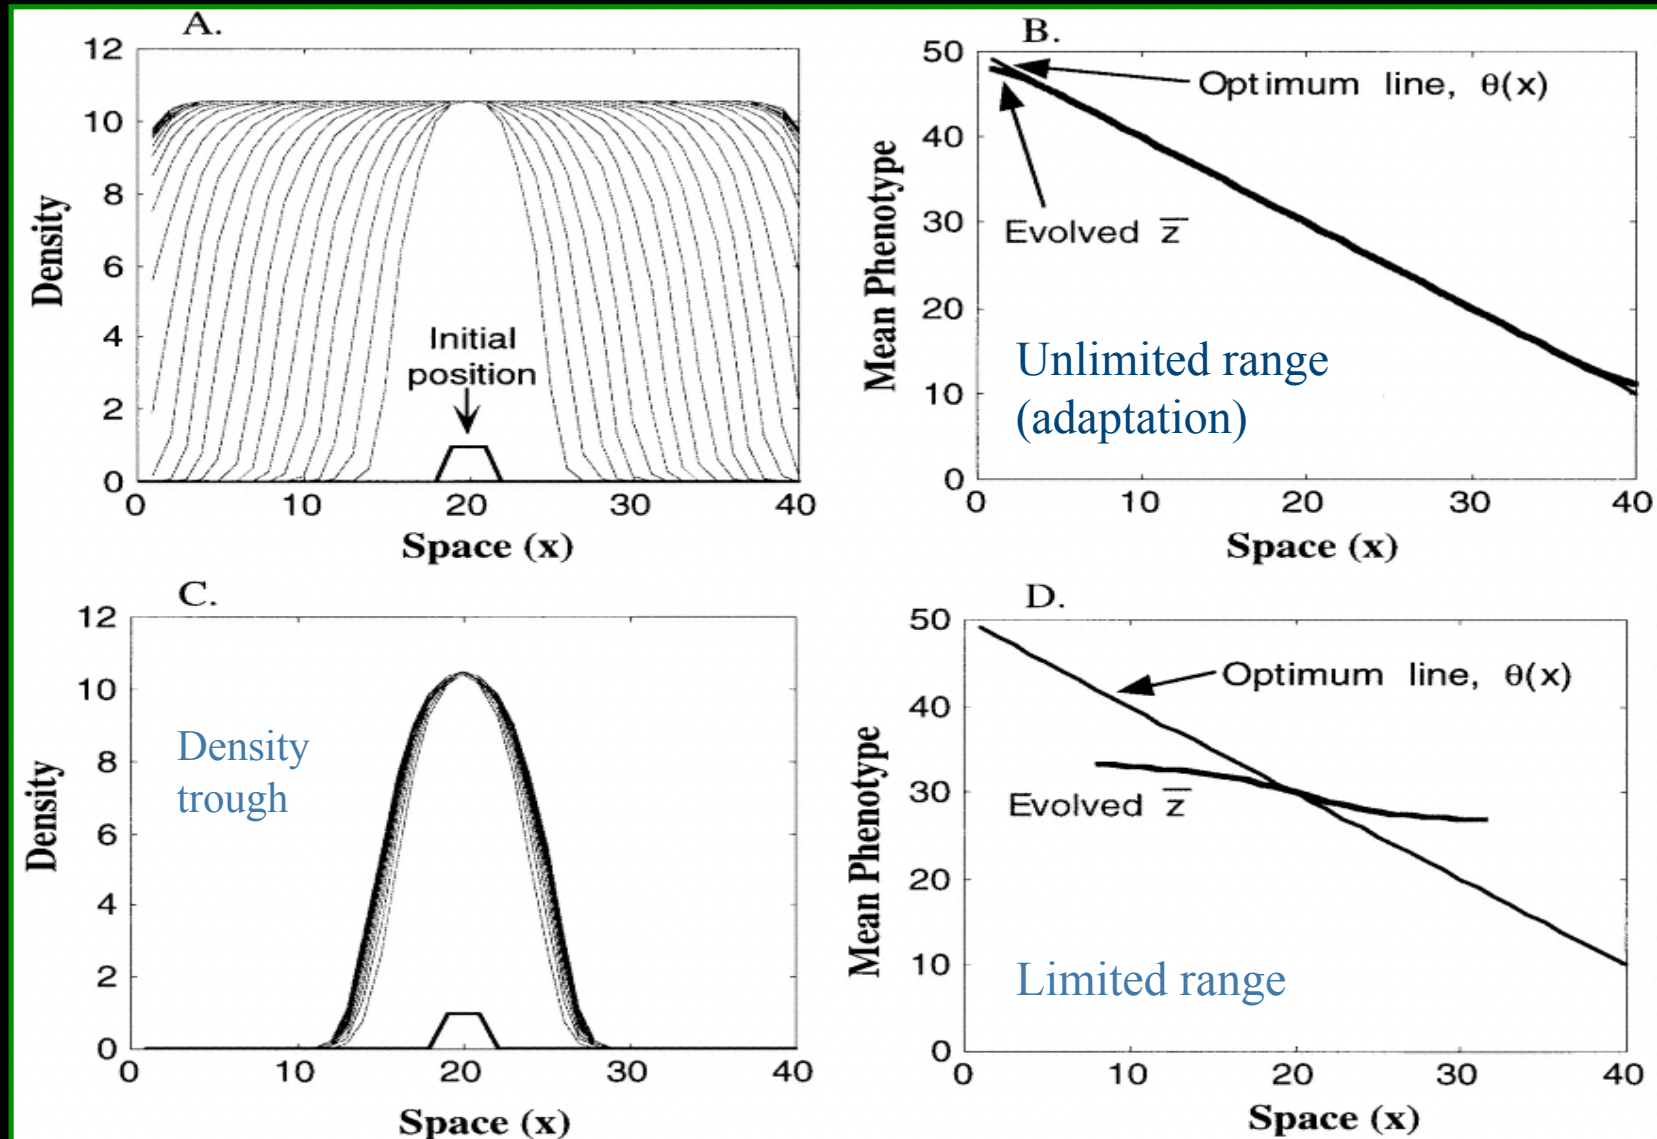 A.
12
10
8
6
4
2
0
Density
Initial
position
0
10
20
30
40
Space (x)
B.
50
40
30
20
10
0
Mean Phenotype
Optimum line, θ(x)
Evolved z̅
Unlimited range
(adaptation)
0
10
20
30
40
Space (x)
C.
12
10
8
6
4
2
0
Density
Density
trough
0
10
20
30
40
Space (x)
D.
50
40
30
20
10
0
Mean Phenotype
Optimum line, θ(x)
Evolved z̅
Limited range
0
10
20
30
40
Space (x)